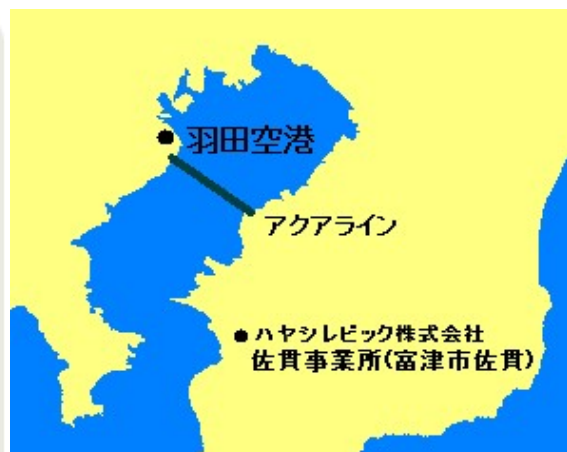 羽田空港
アクアライン
ハヤシレピック株式会社
佐貫事業所(富津市佐貫)